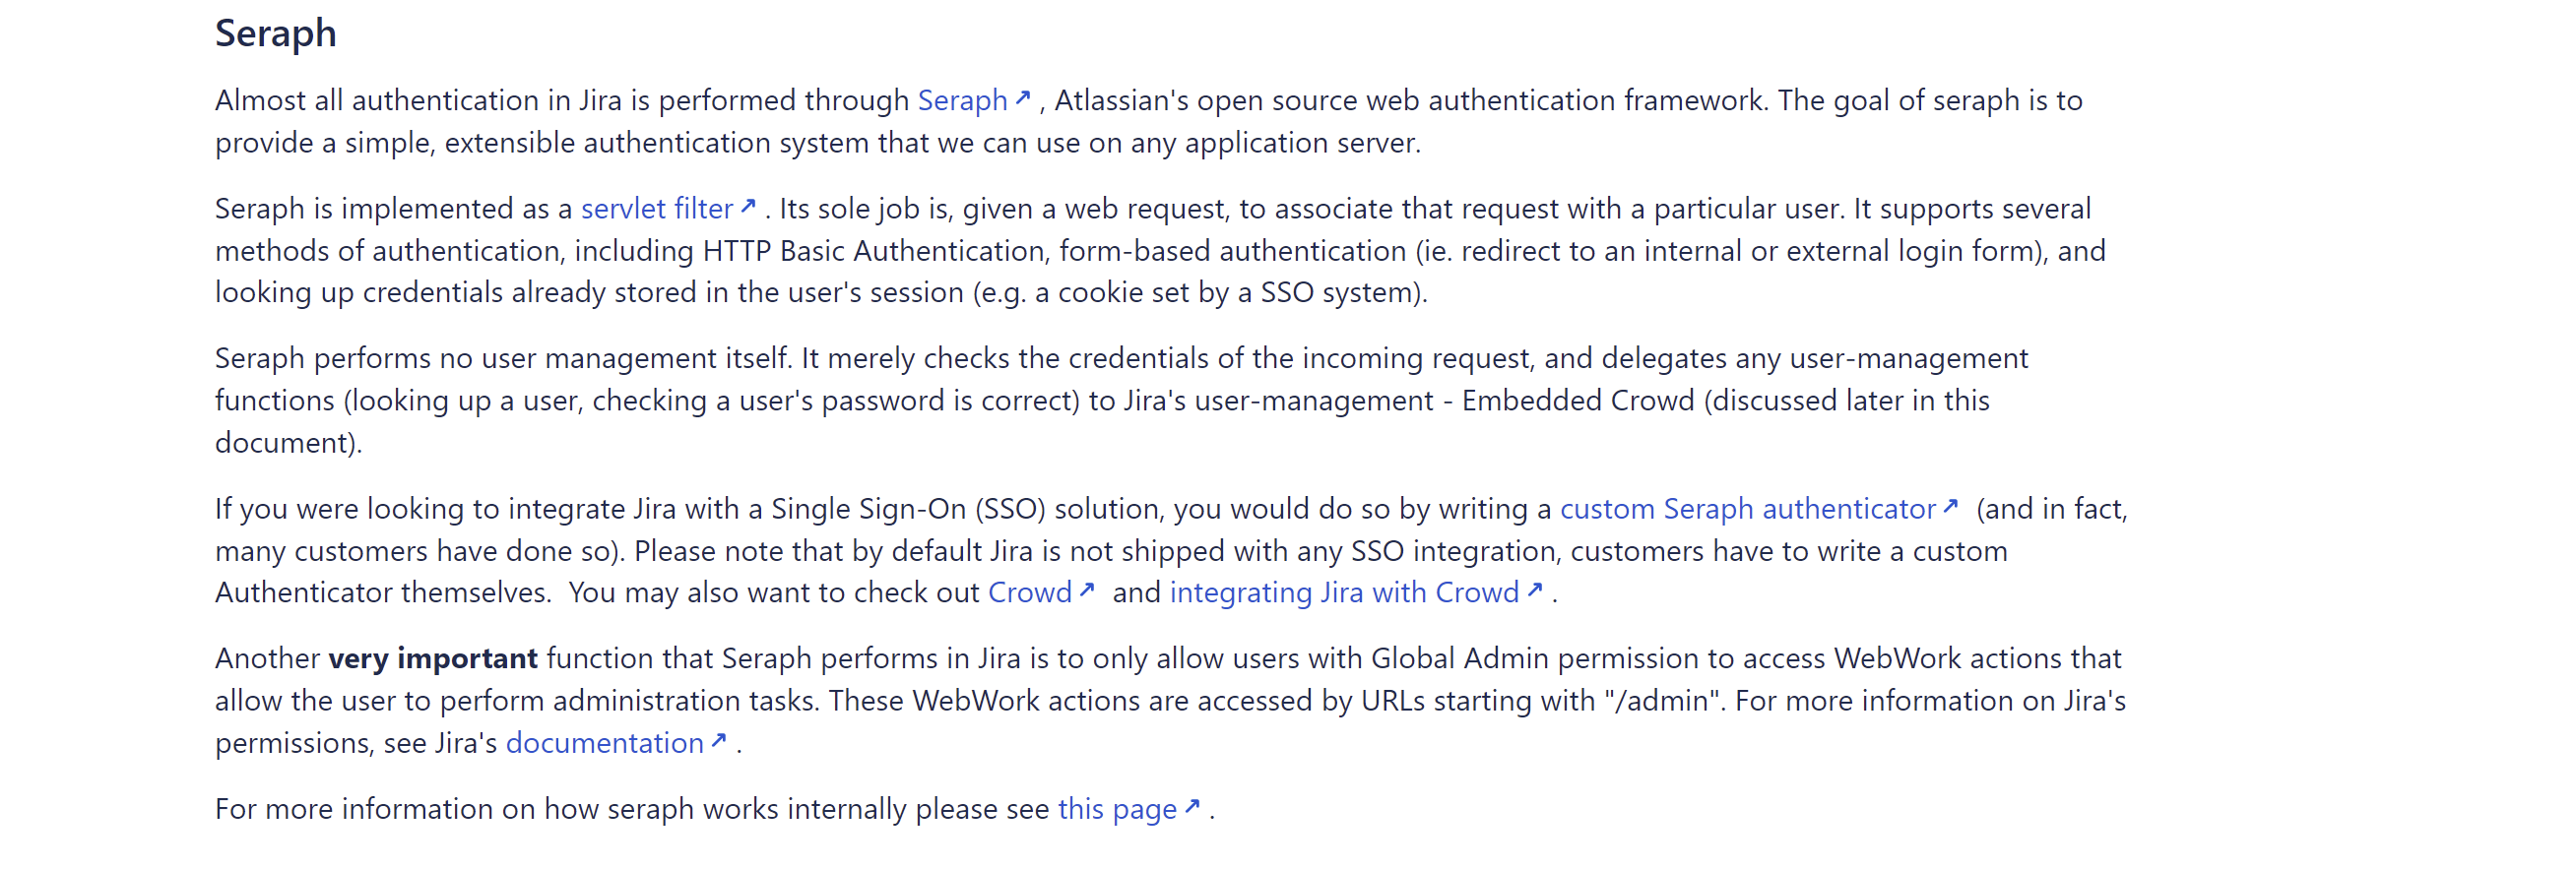 Seraph
Almost all authentication in Jira is performed through Seraph , Atlassian's open source web authentication framework. The goal of seraph is to
provide a simple, extensible authentication system that we can use on any application server.
Seraph is implemented as a servlet filter . Its sole job is, given a web request, to associate that request with a particular user. It supports several
methods of authentication, including HTTP Basic Authentication, form-based authentication (ie. redirect to an internal or external login form), and
looking up credentials already stored in the user's session (e.g. a cookie set by a SSO system).
Seraph performs no user management itself. It merely checks the credentials of the incoming request, and delegates any user-management
functions (looking up a user, checking a user's password is correct) to Jira's user-management - Embedded Crowd (discussed later in this
document).
If you were looking to integrate Jira with a Single Sign-On (SSO) solution, you would do so by writing a custom Seraph authenticator (and in fact,
many customers have done so). Please note that by default Jira is not shipped with any SSO integration, customers have to write a custom
Authenticator themselves. You may also want to check out Crowd and integrating Jira with Crowd .
Another very important function that Seraph performs in Jira is to only allow users with Global Admin permission to access WebWork actions that
allow the user to perform administration tasks. These WebWork actions are accessed by URLs starting with "/admin". For more information on Jira's
permissions, see Jira's documentation .
For more information on how seraph works internally please see this page .